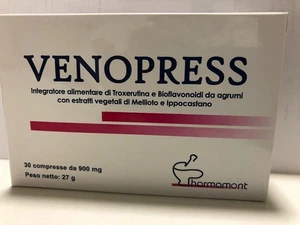 VENOPRESS
Integratore alimentare di Troxerutina e Bioflavonoidi da agrumi
con estratti vegetali di Meliloto e Ippocastano
30 compresse da 900 mg
Peso netto: 27 g
Pharmamont